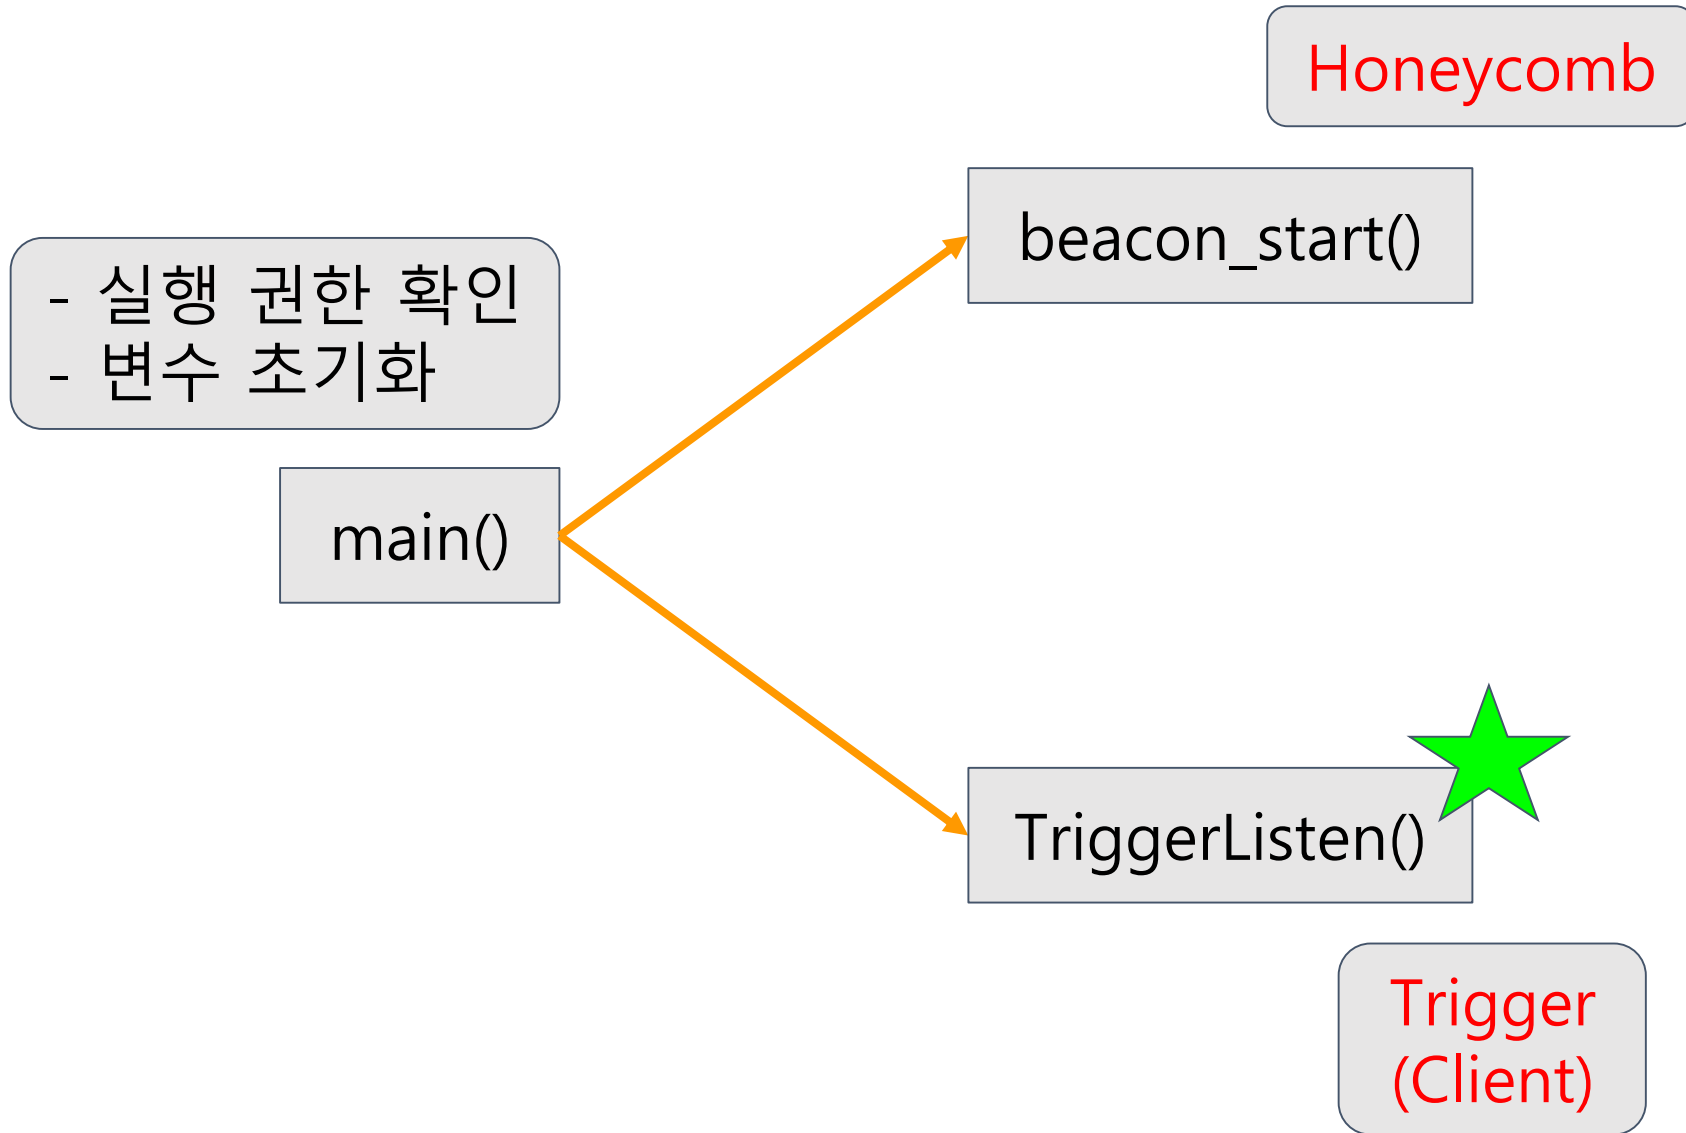 Honeycomb
beacon_start()
- 실행 권한 확인
- 변수 초기화
main()
TriggerListen()
Trigger
(Client)